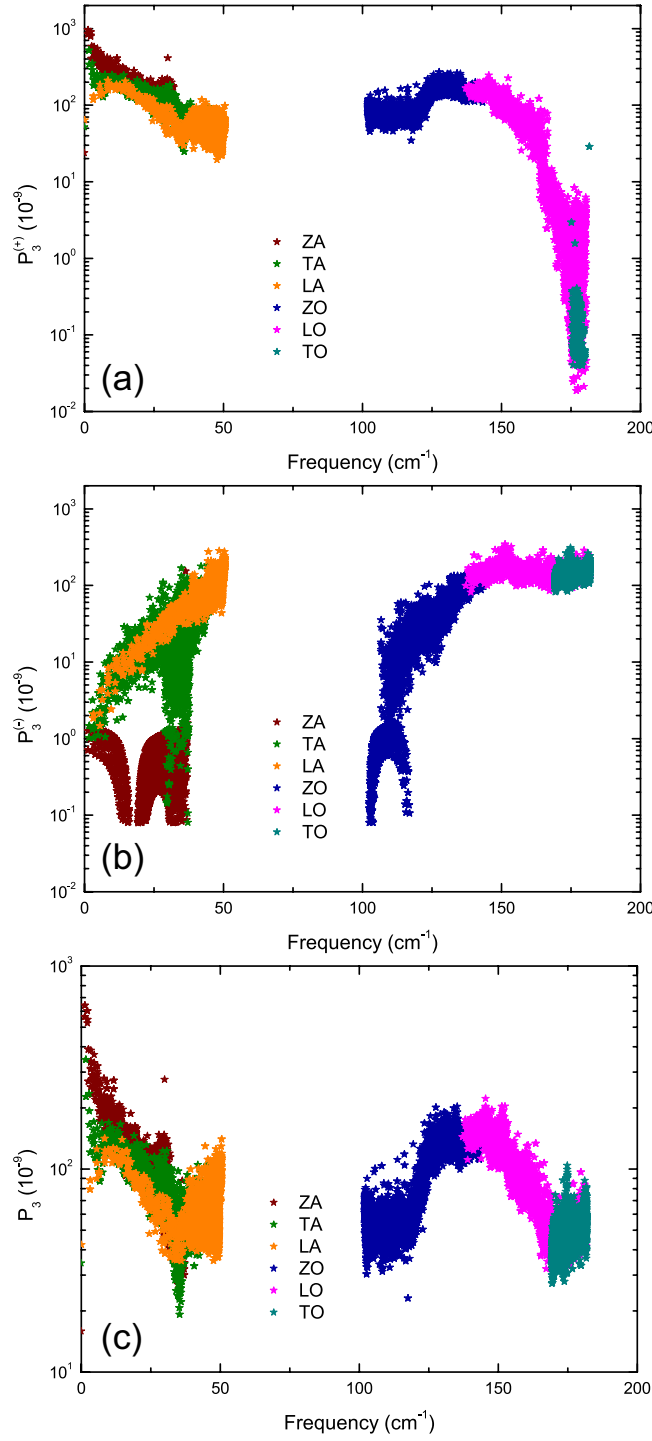 10³
10²
10¹
10⁰
10⁻¹
10⁻²
P₃⁽⁺⁾ (10⁻⁹)
ZA
TA
LA
ZO
LO
TO
(a)
0 50 100 150 200
Frequency (cm⁻¹)
10³
10²
10¹
10⁰
10⁻¹
10⁻²
P₃⁽⁻⁾ (10⁻⁹)
ZA
TA
LA
ZO
LO
TO
(b)
0 50 100 150 200
Frequency (cm⁻¹)
10³
10²
10¹
P₃ (10⁻⁹)
ZA
TA
LA
ZO
LO
TO
(c)
0 50 100 150 200
Frequency (cm⁻¹)